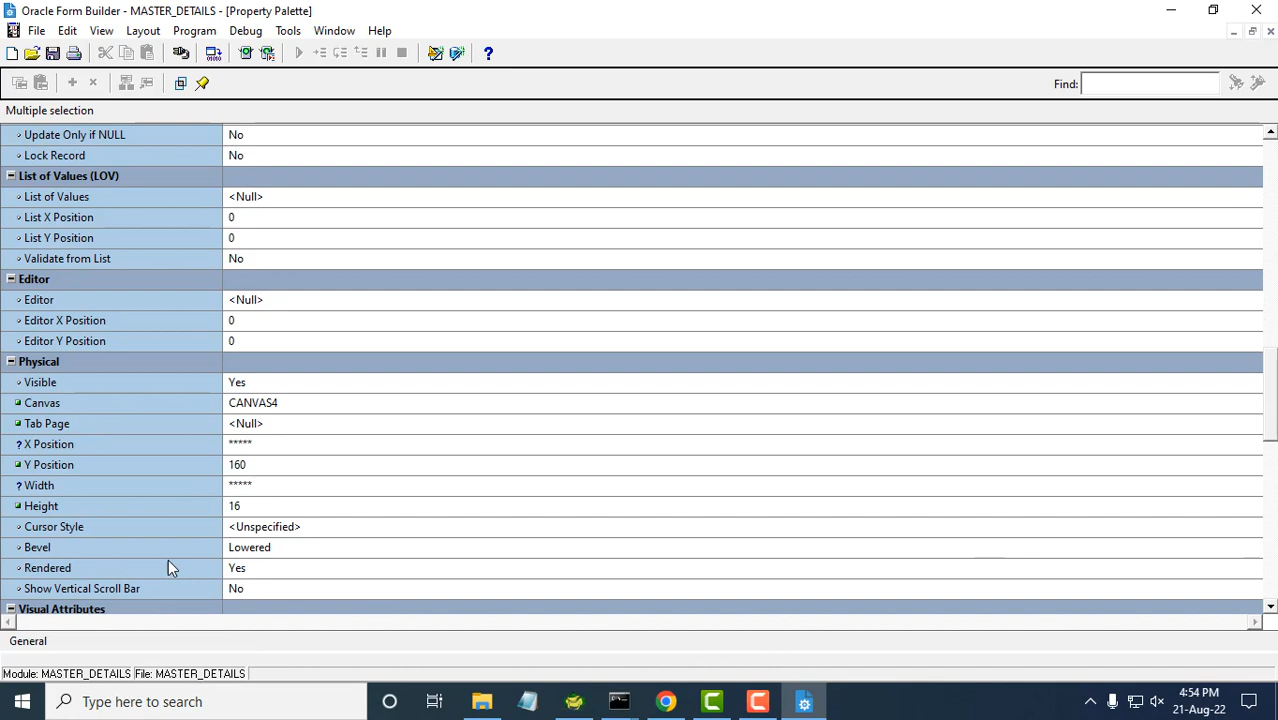 Oracle Form Builder - MASTER_DETAILS - [Property Palette]
File Edit View Layout Program Debug Tools Window Help
Find:
Multiple selection
Update Only if NULL No
Lock Record No
List of Values (LOV)
List of Values <Null>
List X Position 0
List Y Position 0
Validate from List No
Editor
Editor <Null>
Editor X Position 0
Editor Y Position 0
Physical
Visible Yes
Canvas CANVAS4
Tab Page <Null>
? X Position *****
Y Position 160
? Width *****
Height 16
Cursor Style <Unspecified>
Bevel Lowered
Rendered Yes
Show Vertical Scroll Bar No
Visual Attributes
General
Module: MASTER_DETAILS File: MASTER_DETAILS
Type here to search
4:54 PM
21-Aug-22